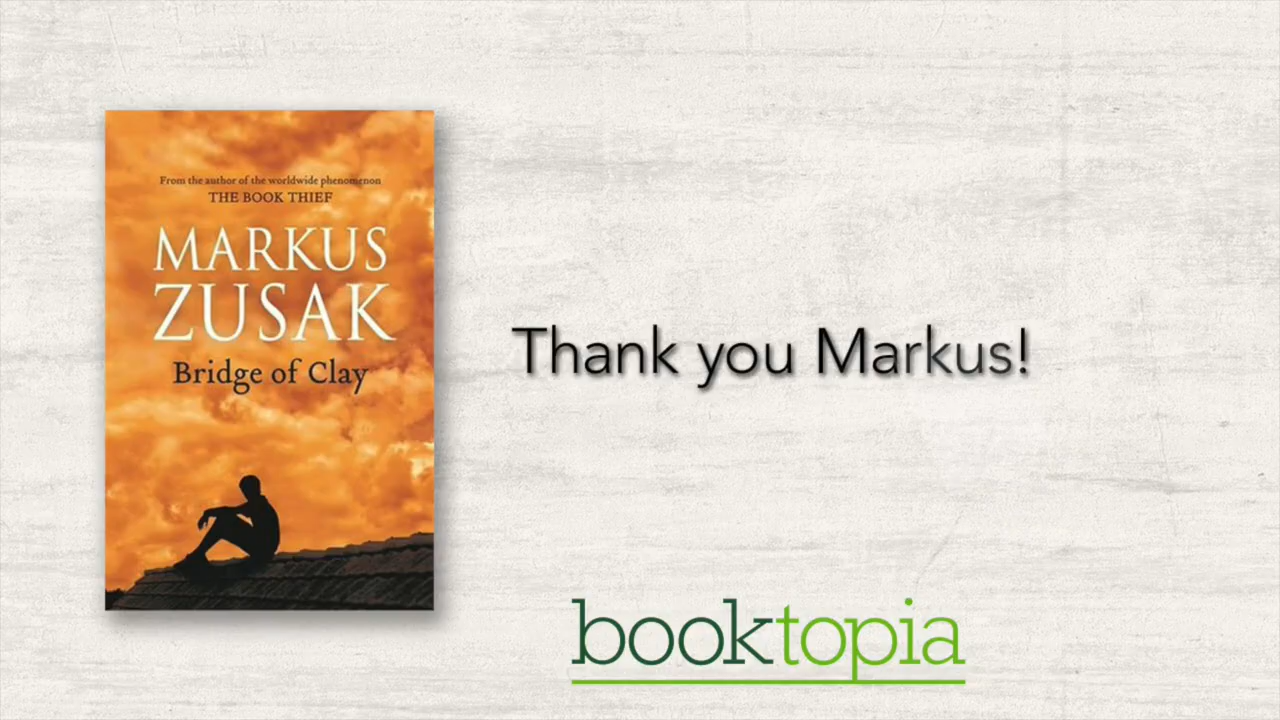 From the author of the worldwide phenomenon
THE BOOK THIEF
MARKUS
ZUSAK
Bridge of Clay
Thank you Markus!
booktopia